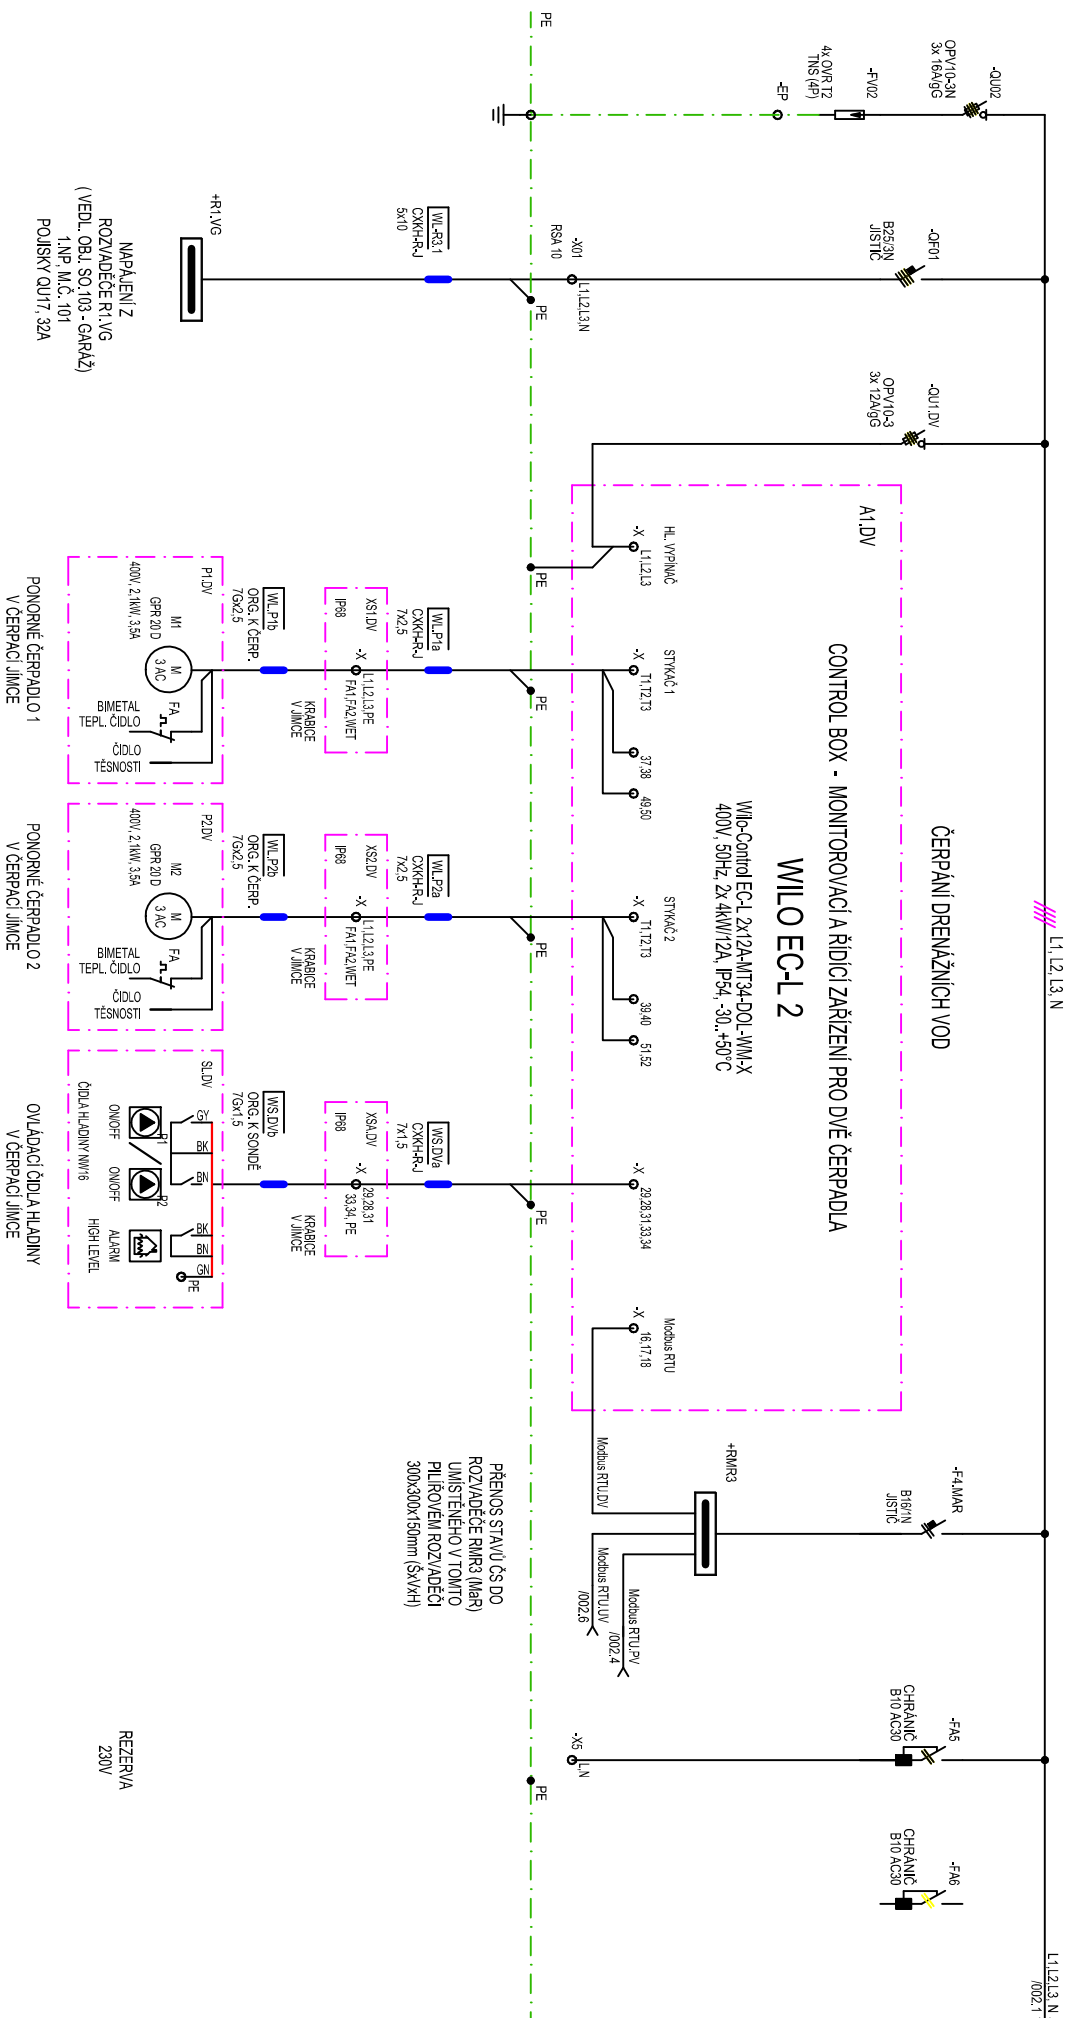 L1, L2, L3, N
L1,L2,L3, N
/002.1
-QU02
OPV10-3N
3x 16A/gG
-FV02
4x OVR T2
TNS (4P)
-EP
PE
-QF01
B25/3N
JISTIČ
-X01
L1,L2,L3,N
RSA 10
PE
WL-R3.1
CXKH-R-J
5x10
+R1.VG
NAPÁJENÍ Z
ROZVADĚČE R1.VG
( VEDL. OBJ. SO.103 - GARÁŽ)
1.NP, M.Č. 101
POJISKY QU17, 32A
-QU1.DV
OPV10-3
3x 12A/gG
ČERPÁNÍ DRENÁŽNÍCH VOD
A1.DV
CONTROL BOX - MONITOROVACÍ A ŘÍDÍCÍ ZAŘÍZENÍ PRO DVĚ ČERPADLA
WILO EC-L 2
Wilo-Control EC-L 2x12A-MT34-DOL-WM-X
400V, 50Hz, 2x 4kW/12A, IP54, -30..+50°C
HL. VYPÍNAČ
-X
L1,L2,L3
PE
STYKAČ 1
-X
T1,T2,T3
37,38
49,50
PE
STYKAČ 2
-X
T1,T2,T3
39,40
51,52
PE
-X
29,28,31,33,34
PE
Modbus RTU
-X
16,17,18
WL.P1a
CXKH-R-J
7x2,5
XS1.DV
IP68
-X
L1,L2,L3,PE
FA1,FA2,WET
KRABICE
V JÍMCE
WL.P1b
ORG. K ČERP.
7Gx2,5
P1.DV
M1
GPR 20 D
400V, 2,1kW, 3,5A
M
3 AC
FA
BIMETAL
TEPL. ČIDLO
ČIDLO
TĚSNOSTI
PONORNÉ ČERPADLO 1
V ČERPACÍ JÍMCE
WL.P2a
CXKH-R-J
7x2,5
XS2.DV
IP68
-X
L1,L2,L3,PE
FA1,FA2,WET
KRABICE
V JÍMCE
WL.P2b
ORG. K ČERP.
7Gx2,5
P2.DV
M2
GPR 20 D
400V, 2,1kW, 3,5A
M
3 AC
FA
BIMETAL
TEPL. ČIDLO
ČIDLO
TĚSNOSTI
PONORNÉ ČERPADLO 2
V ČERPACÍ JÍMCE
WS.DVa
CXKH-R-J
7x1,5
XSA.DV
IP68
-X
29,28,31
33,34, PE
KRABICE
V JÍMCE
WS.DVb
ORG. K SONDĚ
7Gx1,5
SL.DV
GY
BK
BN
BK
BN
GN
PE
P1
P2
ON/OFF
ON/OFF
ALARM
HIGH LEVEL
ČIDLA HLADINY NW16
OVLÁDACÍ ČIDLA HLADINY
V ČERPACÍ JÍMCE
-F4.MAR
B16/1N
JISTIČ
+RMR3
Modbus RTU.DV
Modbus RTU.UV
/002.6
Modbus RTU.PV
/002.4
PŘENOS STAVŮ ČS DO
ROZVADĚČE RMR3 (MaR)
UMÍSTĚNÉHO V TOMTO
PILÍŘOVÉM ROZVADĚČI
300x300x150mm (ŠxVxH)
-FA5
CHRÁNIČ
B10 AC30
-X5
L,N
PE
REZERVA
230V
-FA6
CHRÁNIČ
B10 AC30